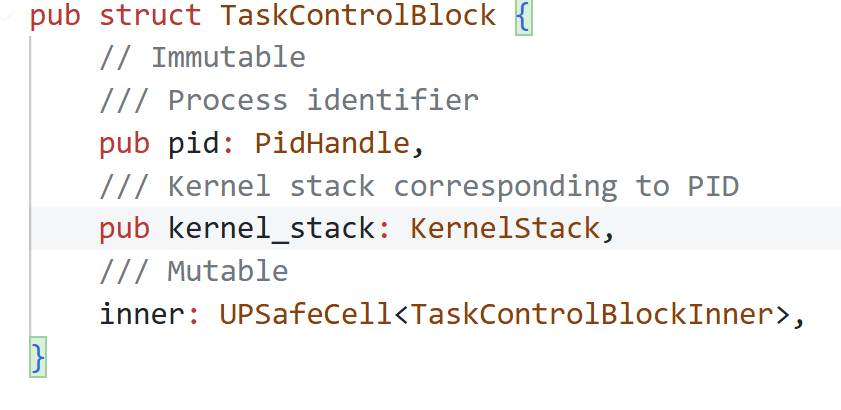 pub struct TaskControlBlock {
    // Immutable
    /// Process identifier
    pub pid: PidHandle,
    /// Kernel stack corresponding to PID
    pub kernel_stack: KernelStack,
    /// Mutable
    inner: UPSafeCell<TaskControlBlockInner>,
}